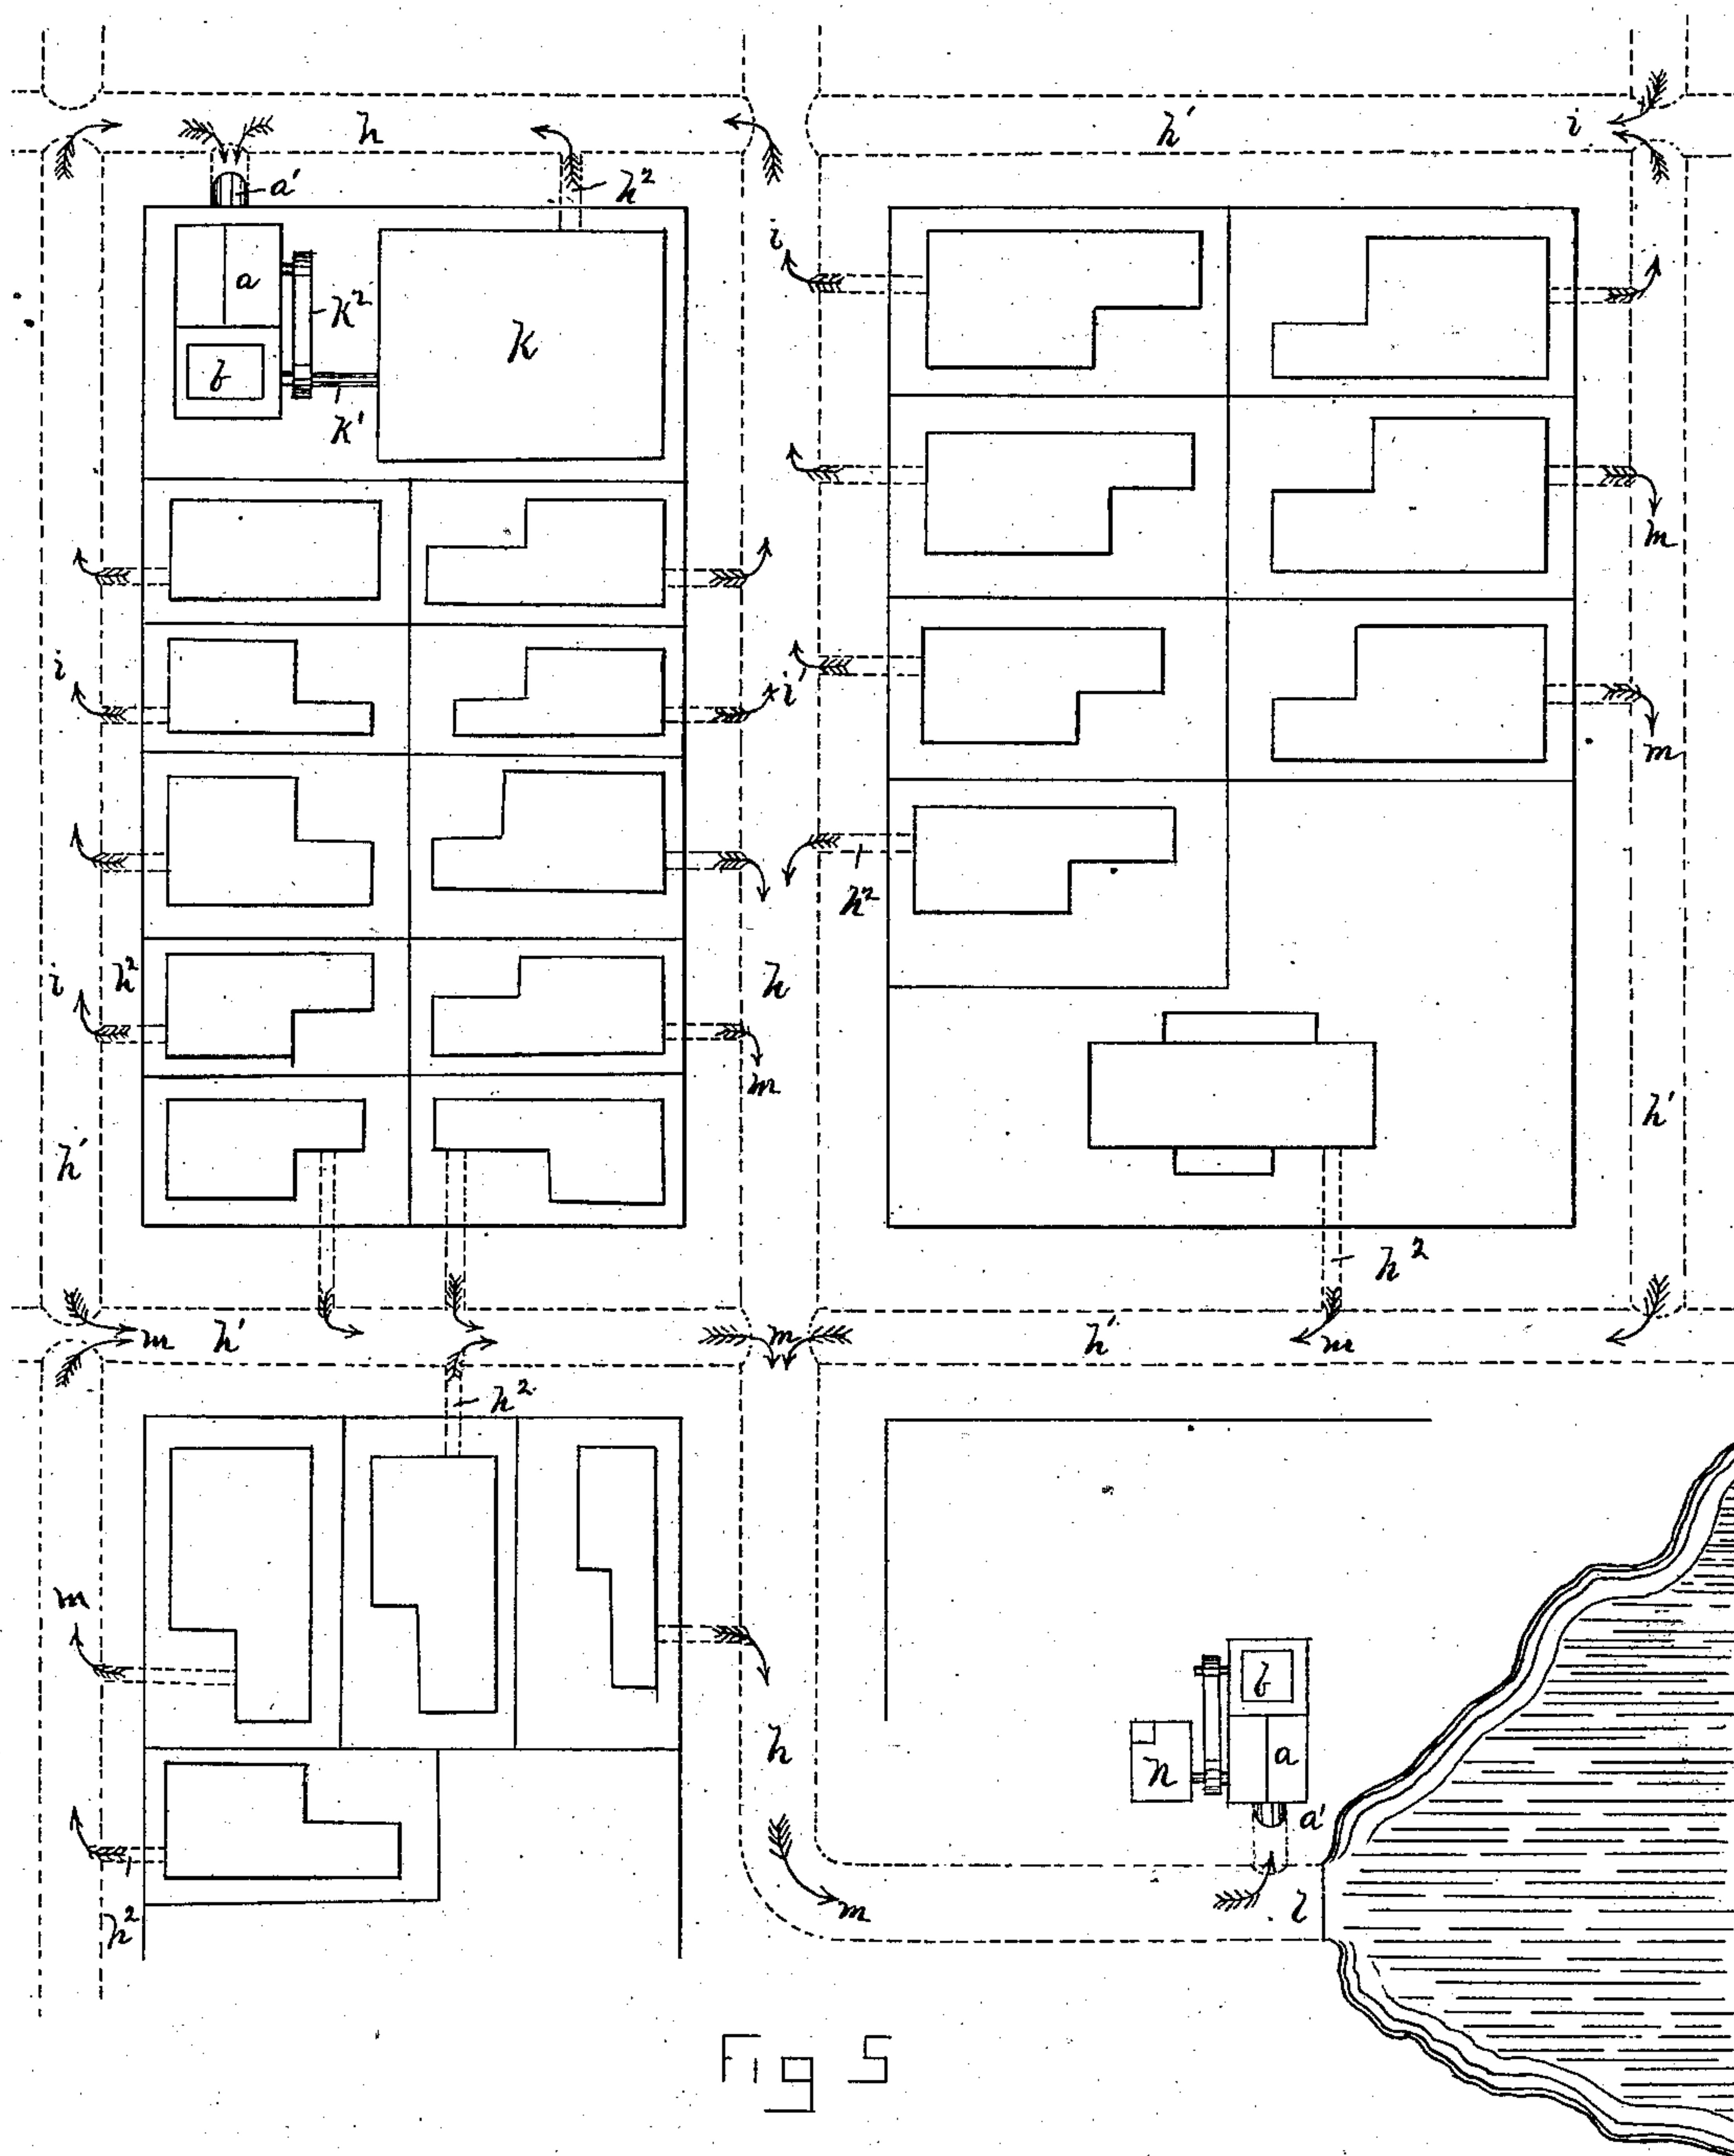 h h' i
a' h²
i
a K² K
b
K'
m
i i'
m
h²
i h² h
m
h' h'
h²
m h' m h' m
h²
m
b
h
n a
a'
m l
h²
Fig 5